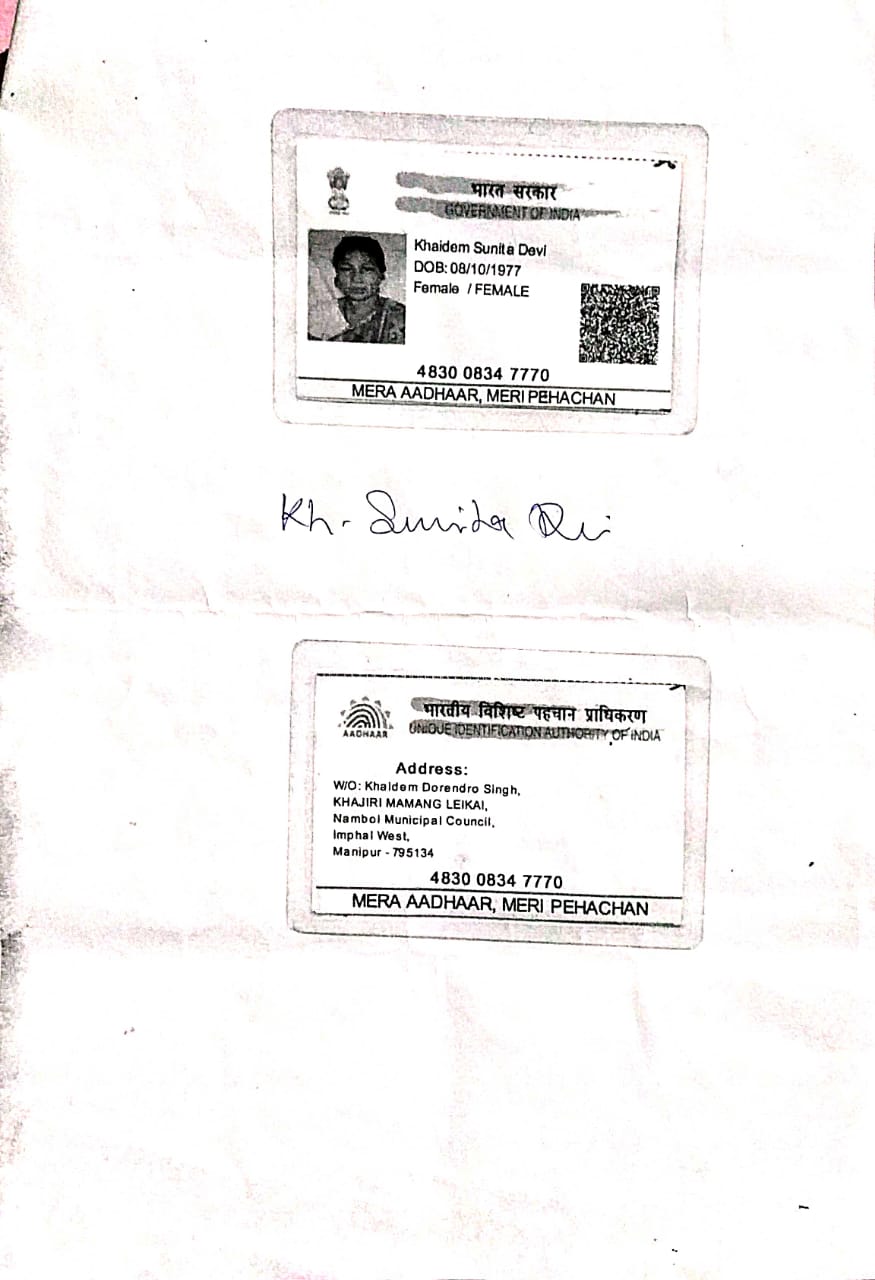 भारत सरकार
GOVERNMENT OF INDIA
Khaidem Sunita Devi
DOB: 08/10/1977
Female / FEMALE
4830 0834 7770
MERA AADHAAR, MERI PEHACHAN
Kh. Sunita Devi
भारतीय विशिष्ट पहचान प्राधिकरण
UNIQUE IDENTIFICATION AUTHORITY OF INDIA
AADHAAR
Address:
W/O: Khaidem Dorendro Singh,
KHAJIRI MAMANG LEIKAI,
Nambol Municipal Council,
Imphal West,
Manipur - 795134
4830 0834 7770
MERA AADHAAR, MERI PEHACHAN